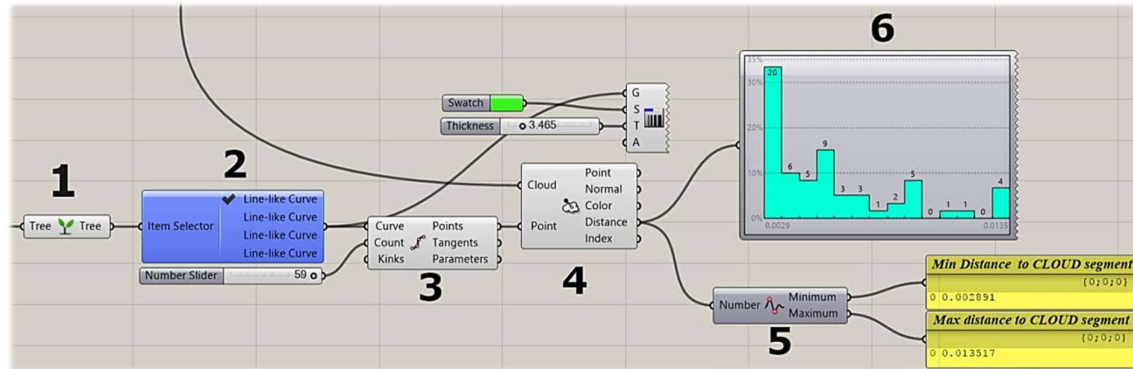 1
Tree Tree
2
Item Selector
Line-like Curve
Line-like Curve
Line-like Curve
Line-like Curve
Number Slider 59
Swatch
Thickness 3.465
G
S
T
A
3
Curve Points
Count Tangents
Kinks Parameters
4
Cloud
Point
Point
Normal
Color
Distance
Index
5
Number Minimum
Maximum
6
35%
30%
20%
10%
0%
20 6 5 9 3 3 1 2 5 0 1 1 0 4
0.0029 0.0135
Min Distance to CLOUD segment
{0;0;0}
0 0.002891
Max distance to CLOUD segment
{0;0;0}
0 0.013517